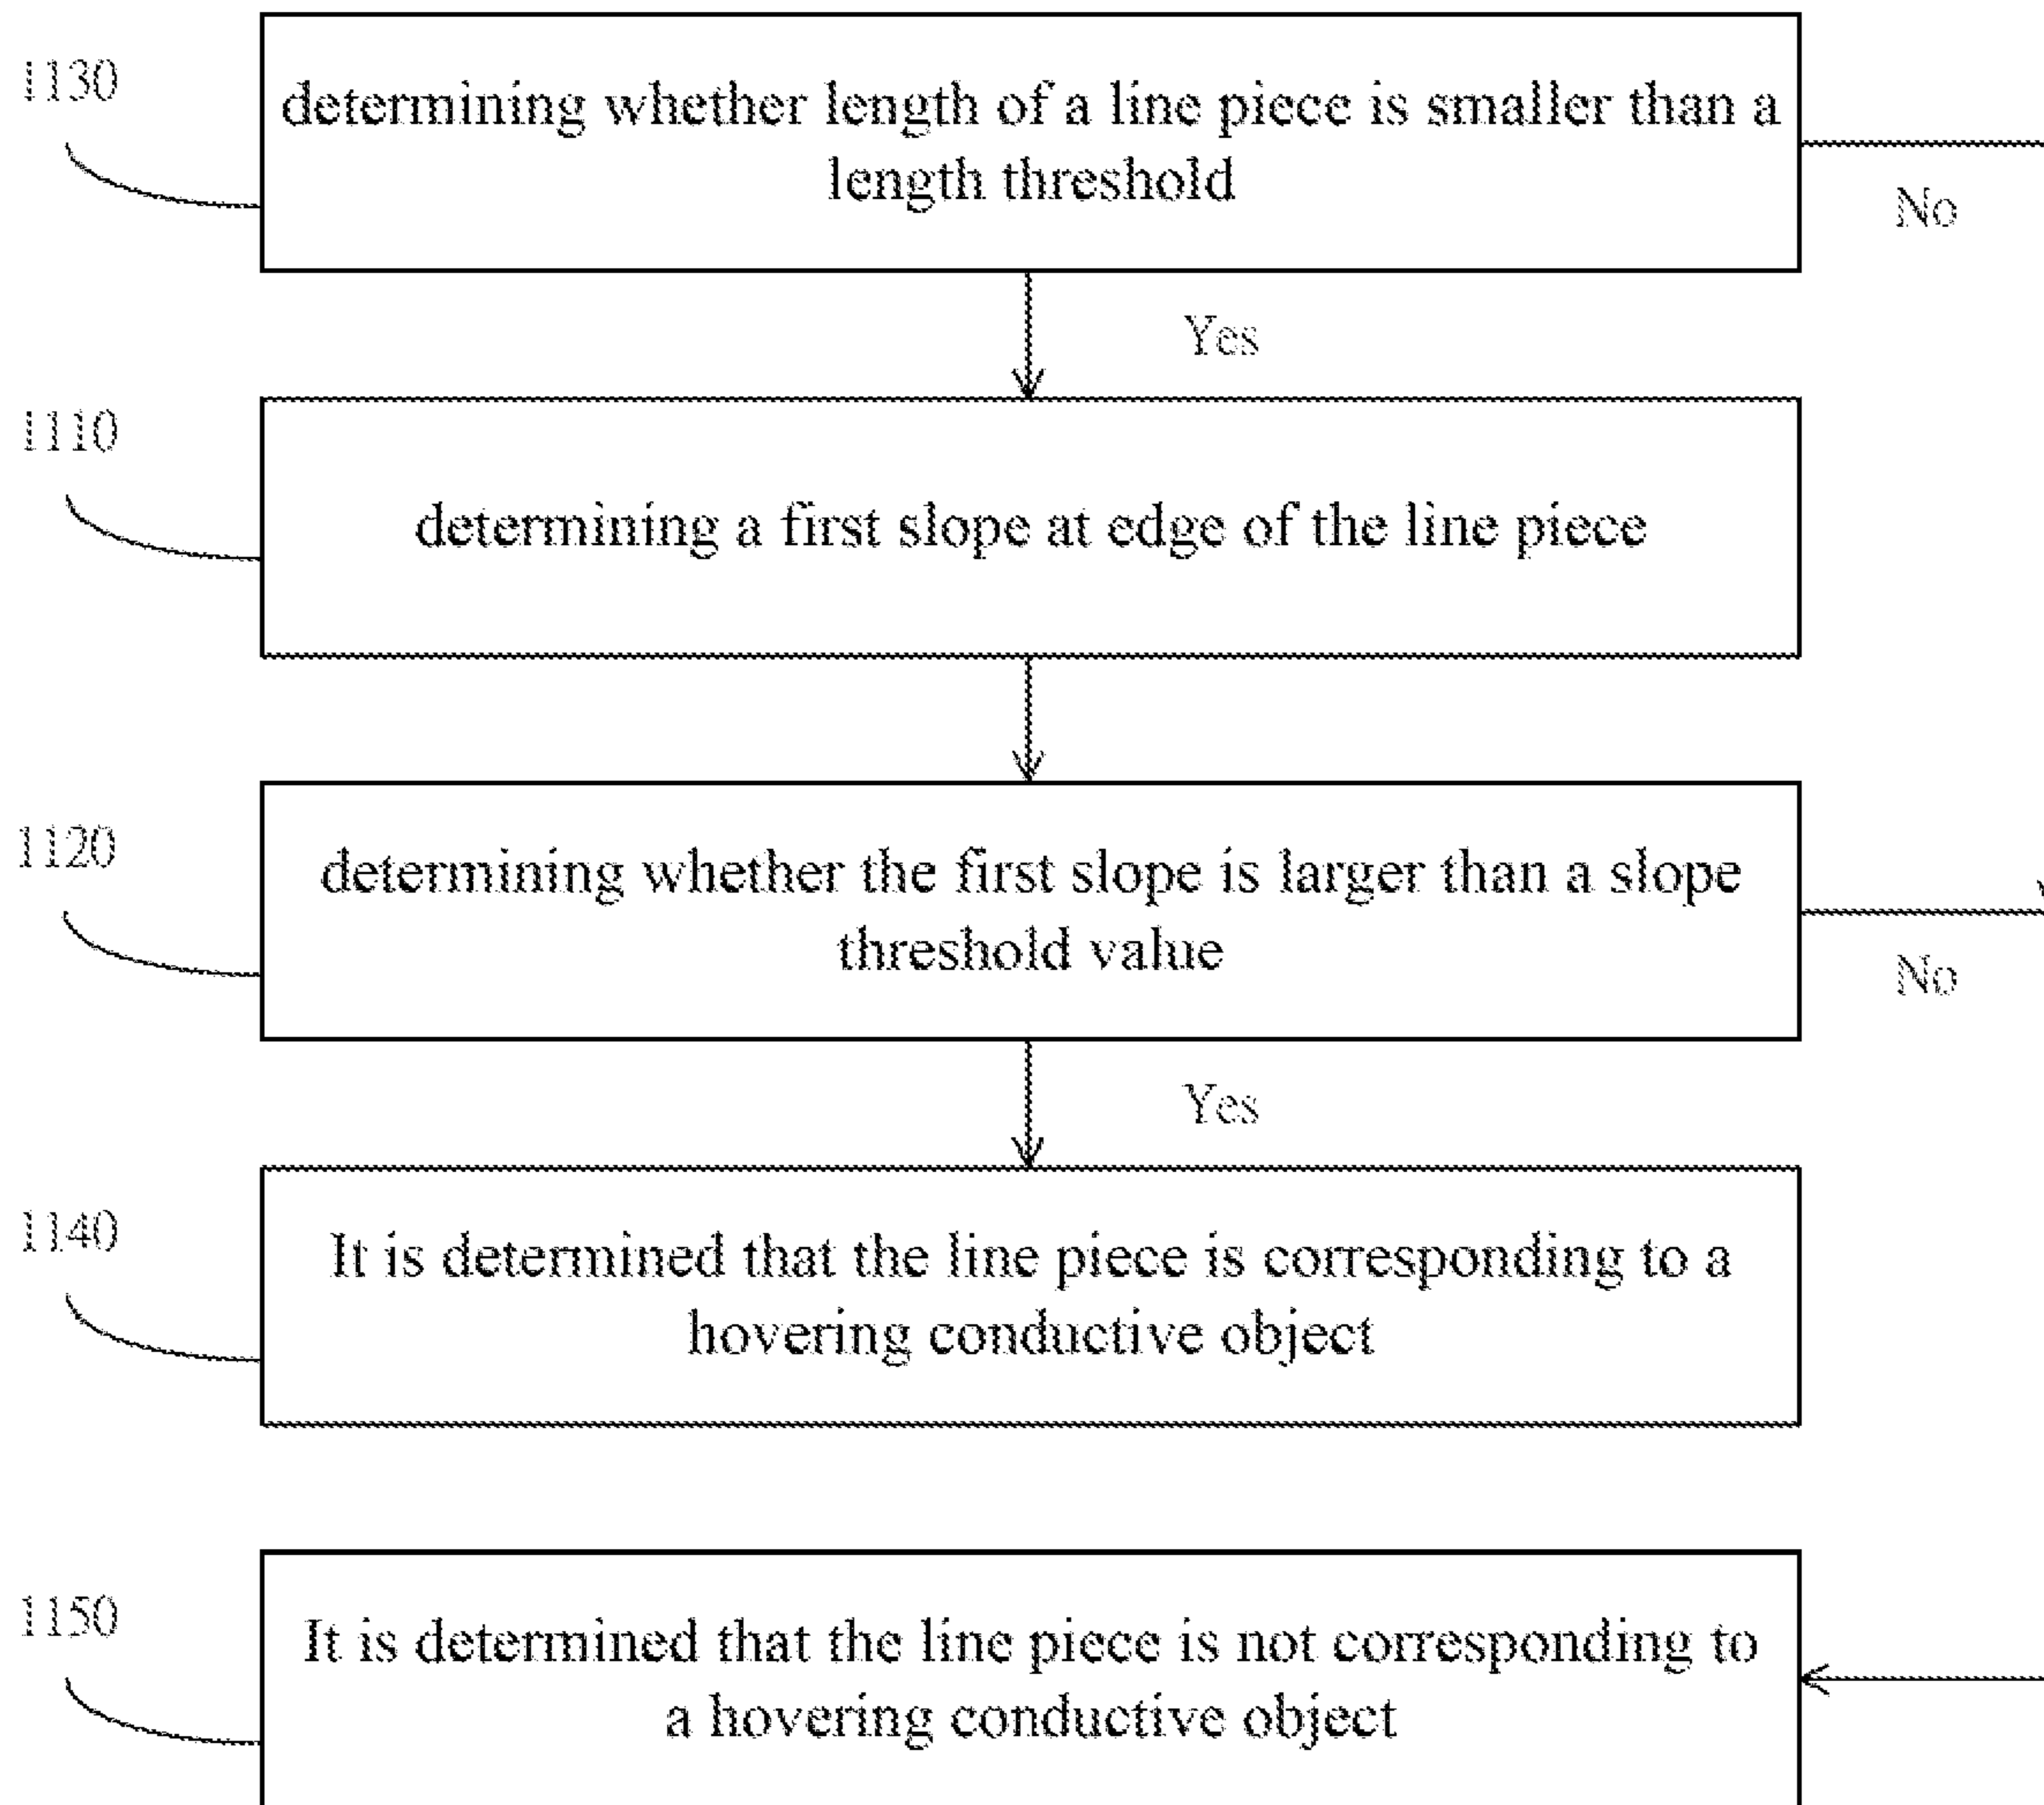 1130
determining whether length of a line piece is smaller than a
length threshold
No
Yes
1110
determining a first slope at edge of the line piece
1120
determining whether the first slope is larger than a slope
threshold value
No
Yes
1140
It is determined that the line piece is corresponding to a
hovering conductive object
1150
It is determined that the line piece is not corresponding to
a hovering conductive object